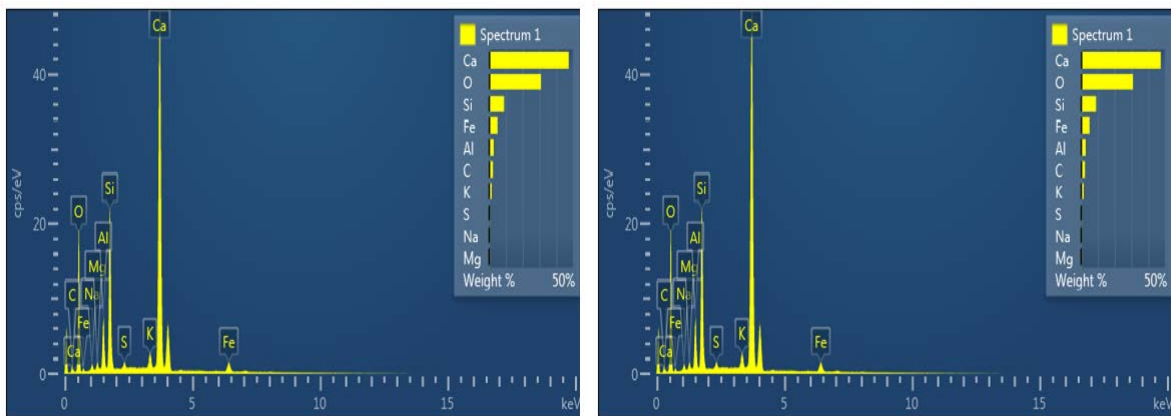 Ca
Spectrum 1
Ca
O
Si
Fe
Al
C
K
S
Na
Mg
Weight % 50%
40
cps/eV
20
0
Si
O
Al
Mg
C
Na
Fe
Ca
S
K
Fe
0 5 10 15 keV
Ca
Spectrum 1
Ca
O
Si
Fe
Al
C
K
S
Na
Mg
Weight % 50%
40
cps/eV
20
0
Si
O
Al
Mg
C
Na
Fe
Ca
S
K
Fe
0 5 10 15 keV